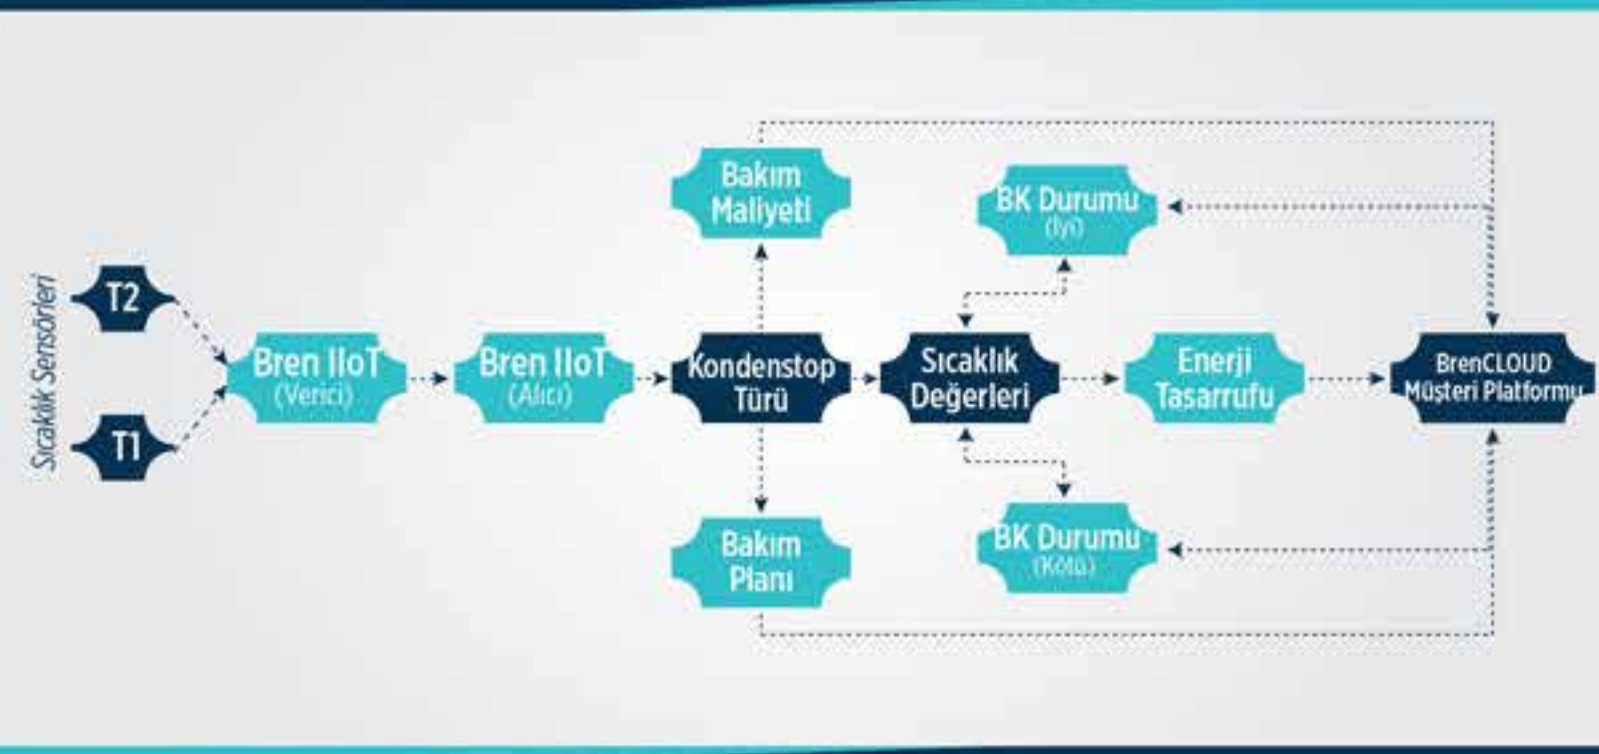 Sıcaklık Sensörleri
T2
T1
Bren IIoT
(Verici)
Bren IIoT
(Alıcı)
Bakım
Maliyeti
Kondenstop
Türü
Bakım
Planı
Sıcaklık
Değerleri
BK Durumu
(İyi)
BK Durumu
(Kötü)
Enerji
Tasarrufu
BrenCLOUD
Müşteri Platformu